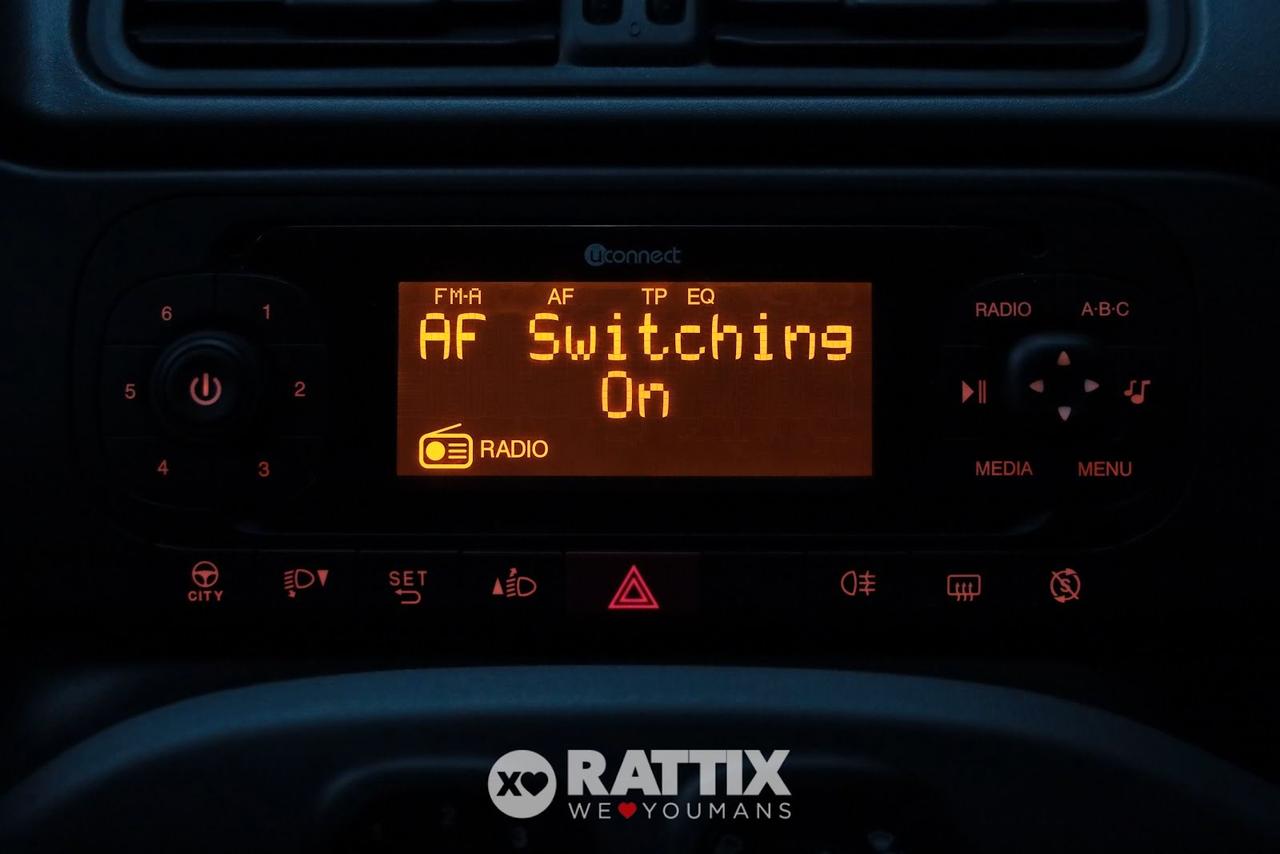 uconnect
FM-A AF TP EQ
AF Switching
On
RADIO
6 1
5 2
4 3
RADIO A·B·C
MEDIA MENU
CITY
SET
S
XO RATTIX
WE YOUMANS